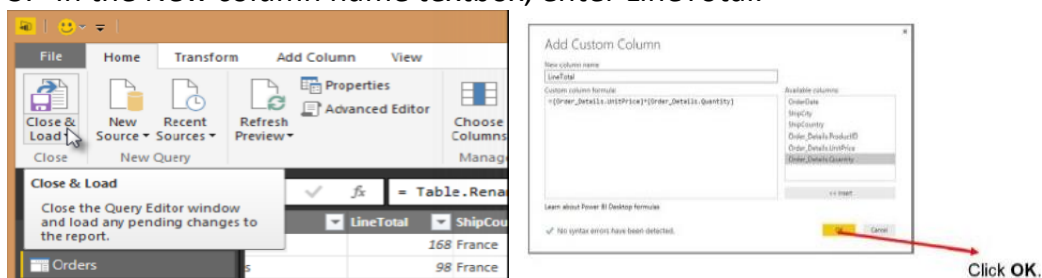 3. In the New column name textbox, enter LineTotal.
File Home Transform Add Column View
Close & Load
New Source
Recent Sources
Refresh Preview
Properties
Advanced Editor
Choose Columns
Close New Query Manag
Close & Load
Close the Query Editor window
and load any pending changes to
the report.
fx = Table.Rena
LineTotal ShipCou
168 France
98 France
Orders
Add Custom Column
New column name
LineTotal
Custom column formula:
=[Order_Details.UnitPrice]*[Order_Details.Quantity]
Available columns:
OrderDate
ShipCity
ShipCountry
Order_Details.ProductID
Order_Details.UnitPrice
Order_Details.Quantity
<< Insert
Learn about Power BI Desktop formulas
✓ No syntax errors have been detected.
OK Cancel
Click OK.